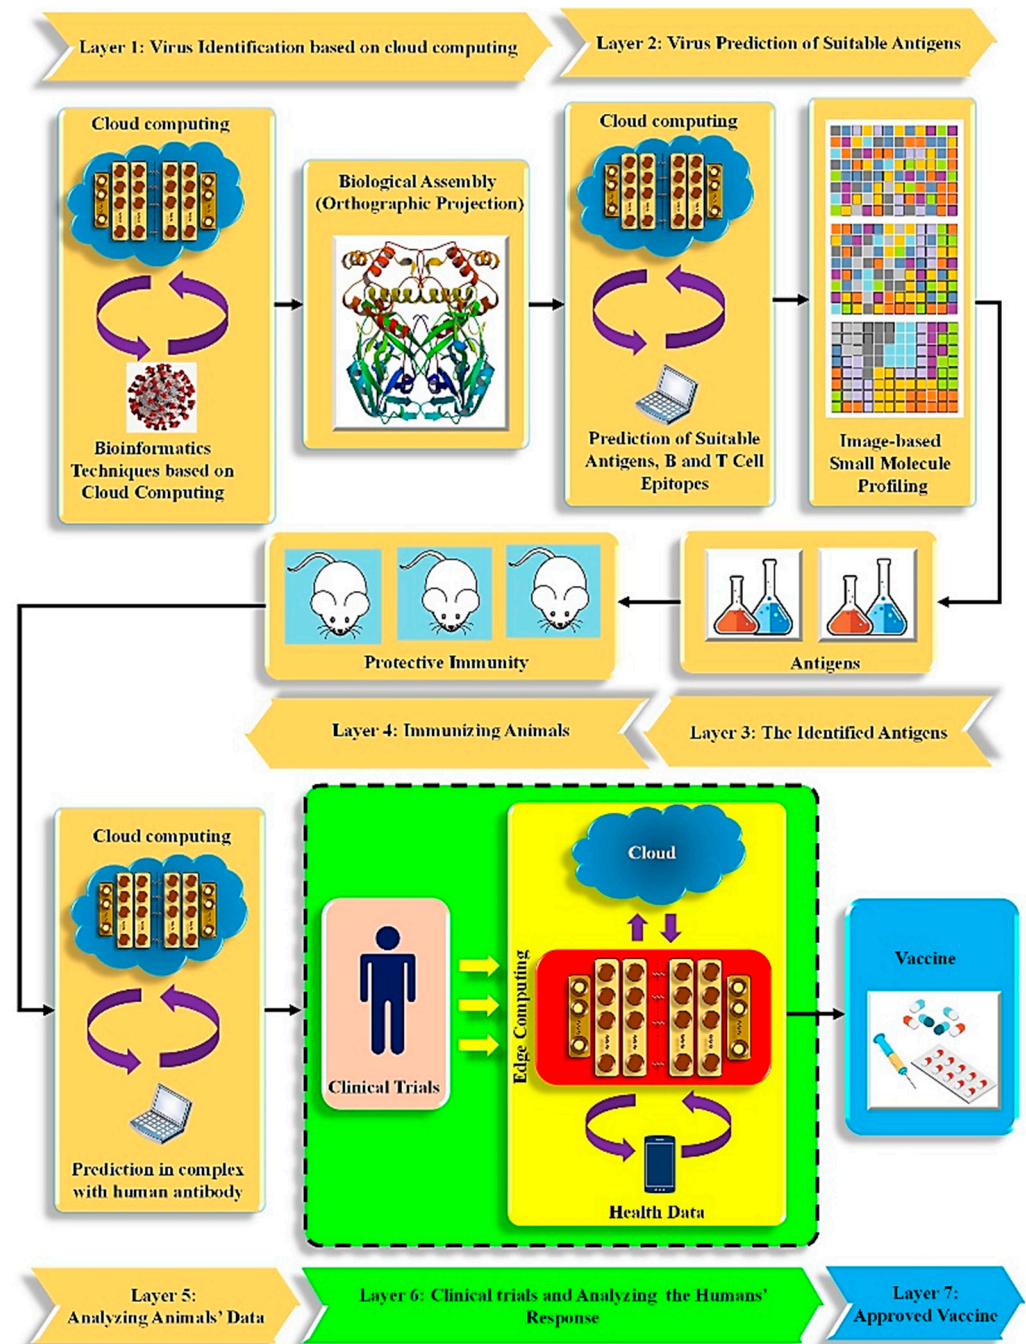 Layer 1: Virus Identification based on cloud computing
Layer 2: Virus Prediction of Suitable Antigens
Cloud computing
Bioinformatics
Techniques based on
Cloud Computing
Biological Assembly
(Orthographic Projection)
Cloud computing
Prediction of Suitable
Antigens, B and T Cell
Epitopes
Image-based
Small Molecule
Profiling
Protective Immunity
Antigens
Layer 4: Immunizing Animals
Layer 3: The Identified Antigens
Cloud computing
Prediction in complex
with human antibody
Clinical Trials
Edge Computing
Cloud
Health Data
Vaccine
Layer 5:
Analyzing Animals' Data
Layer 6: Clinical trials and Analyzing the Humans'
Response
Layer 7:
Approved Vaccine